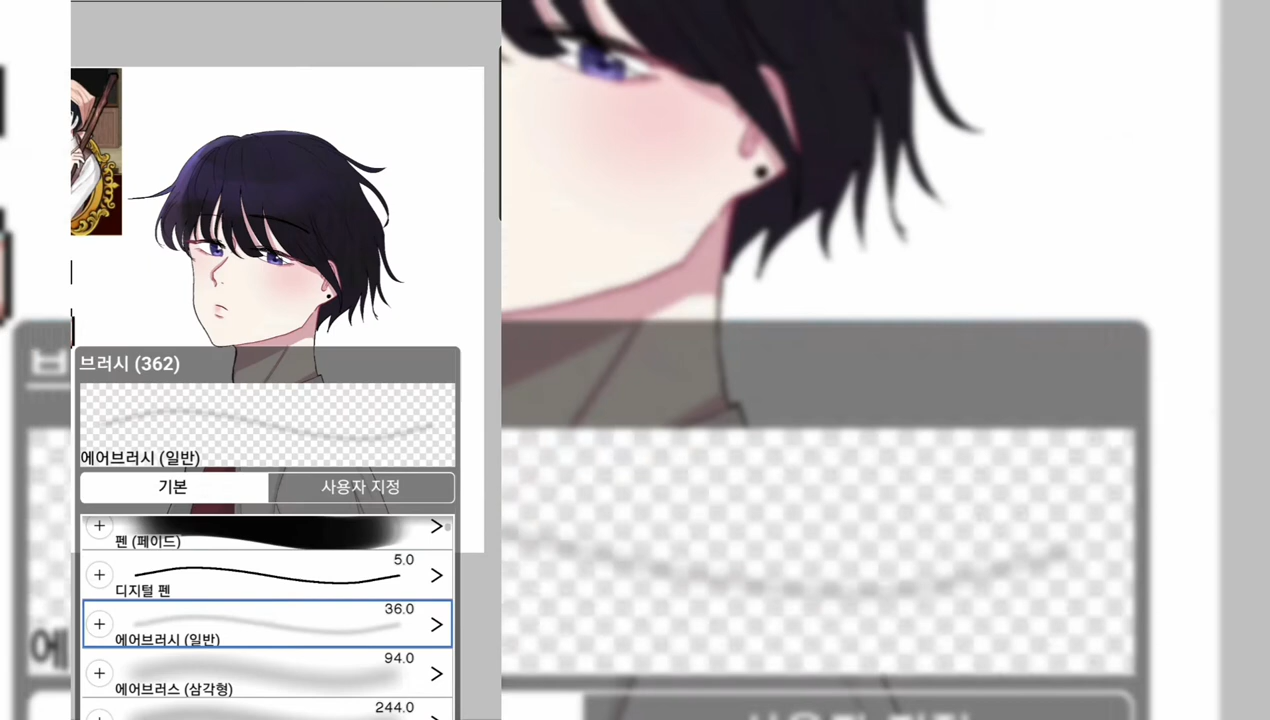 브러시 (362)
에어브러시 (일반)
기본
사용자 지정
펜 (페이드)
5.0
디지털 펜
36.0
에어브러시 (일반)
94.0
에어브러스 (삼각형)
244.0